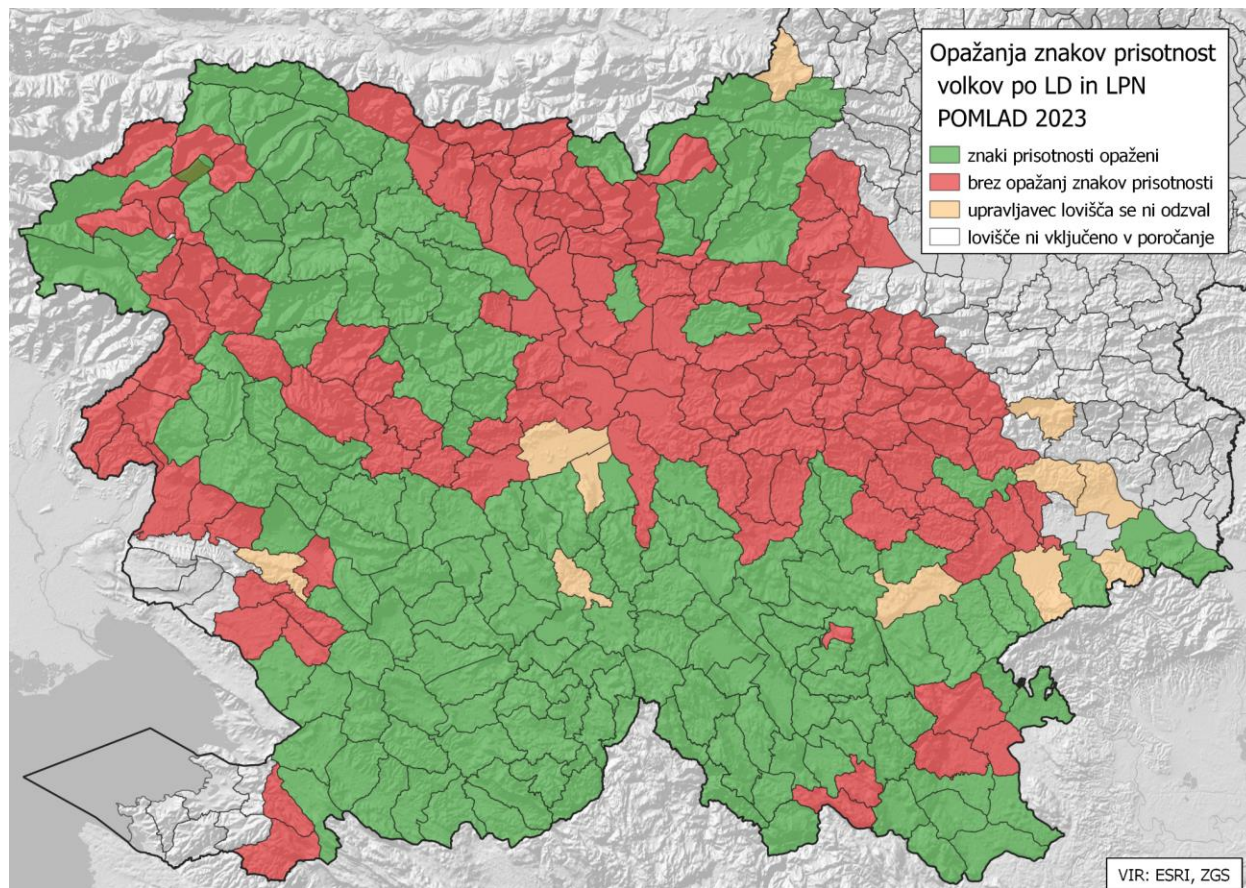 Opažanja znakov prisotnost
volkov po LD in LPN
POMLAD 2023
znaki prisotnosti opaženi
brez opažanj znakov prisotnosti
upravljavec lovišča se ni odzval
lovišče ni vključeno v poročanje
VIR: ESRI, ZGS